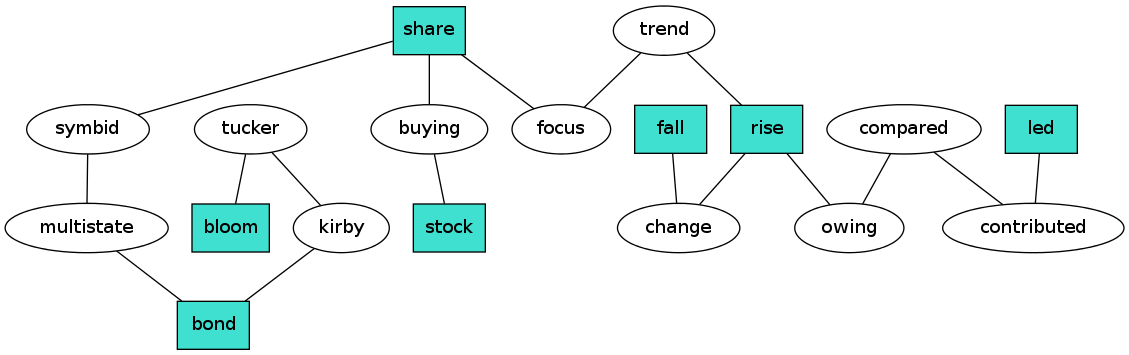 share
trend
symbid
tucker
buying
focus
fall
rise
compared
led
multistate
bloom
kirby
stock
change
owing
contributed
bond